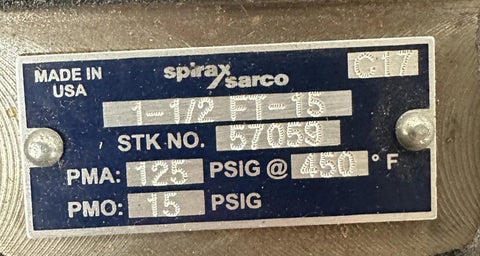 MADE IN USA
spirax sarco
C-17
1-1/2 FT-15
STK NO. 57059
PMA: 125 PSIG @ 450 °F
PMO: 15 PSIG